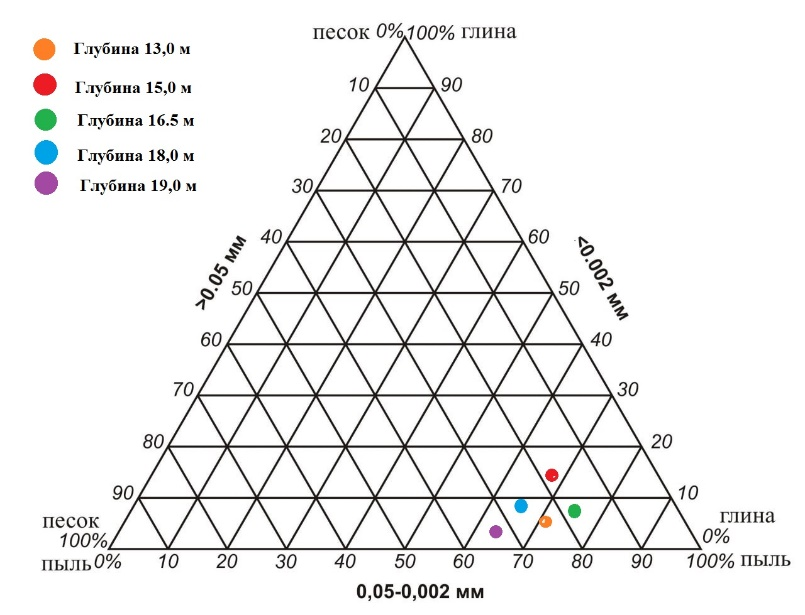 песок 0% 100% глина
Глубина 13,0 м
Глубина 15,0 м
Глубина 16.5 м
Глубина 18,0 м
Глубина 19,0 м
10 90
20 80
30 70
40 60
>0.05 мм
<0.002 мм
50 50
60 40
70 30
80 20
90 10
песок
100%
глина
0%
пыль 0% 10 20 30 40 50 60 70 80 90 100% пыль
0,05-0,002 мм